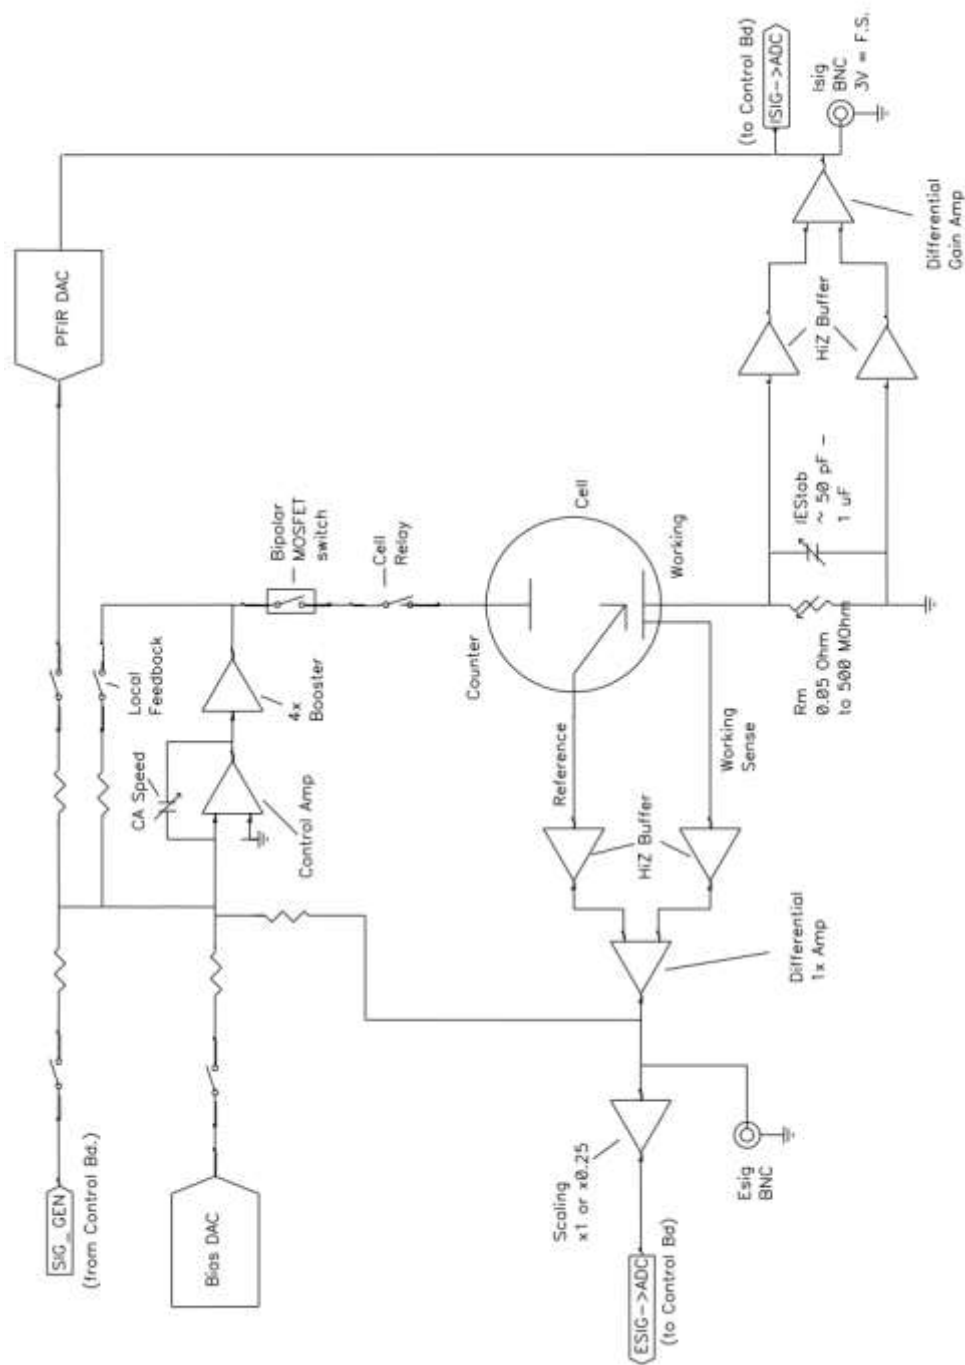 SIG_GEN
(from Control Bd.)
PFIR DAC
Local
Feedback
CA Speed
Bias DAC
Control Amp
4x
Booster
Bipolar
MOSFET
switch
Cell
Relay
Counter
Cell
Reference
Working
Scaling
x1 or x0.25
HiZ Buffer
ESIG->ADC
(to Control Bd)
Esig
BNC
Differential
1x Amp
Working
Sense
Rm
0.05 Ohm
to 500 MOhm
IEStab
~ 50 pF -
1 uF
HiZ Buffer
Differential
Gain Amp
(to Control Bd)
ISIG->ADC
Isig
BNC
3V = F.S.